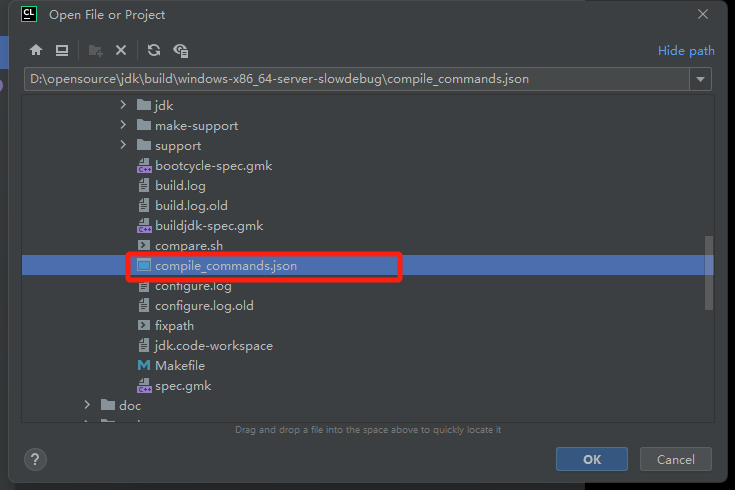 CL Open File or Project
Hide path
D:\opensource\jdk\build\windows-x86_64-server-slowdebug\compile_commands.json
jdk
make-support
support
bootcycle-spec.gmk
build.log
build.log.old
buildjdk-spec.gmk
compare.sh
compile_commands.json
configure.log
configure.log.old
fixpath
jdk.code-workspace
Makefile
spec.gmk
doc
Drag and drop a file into the space above to quickly locate it
? OK Cancel